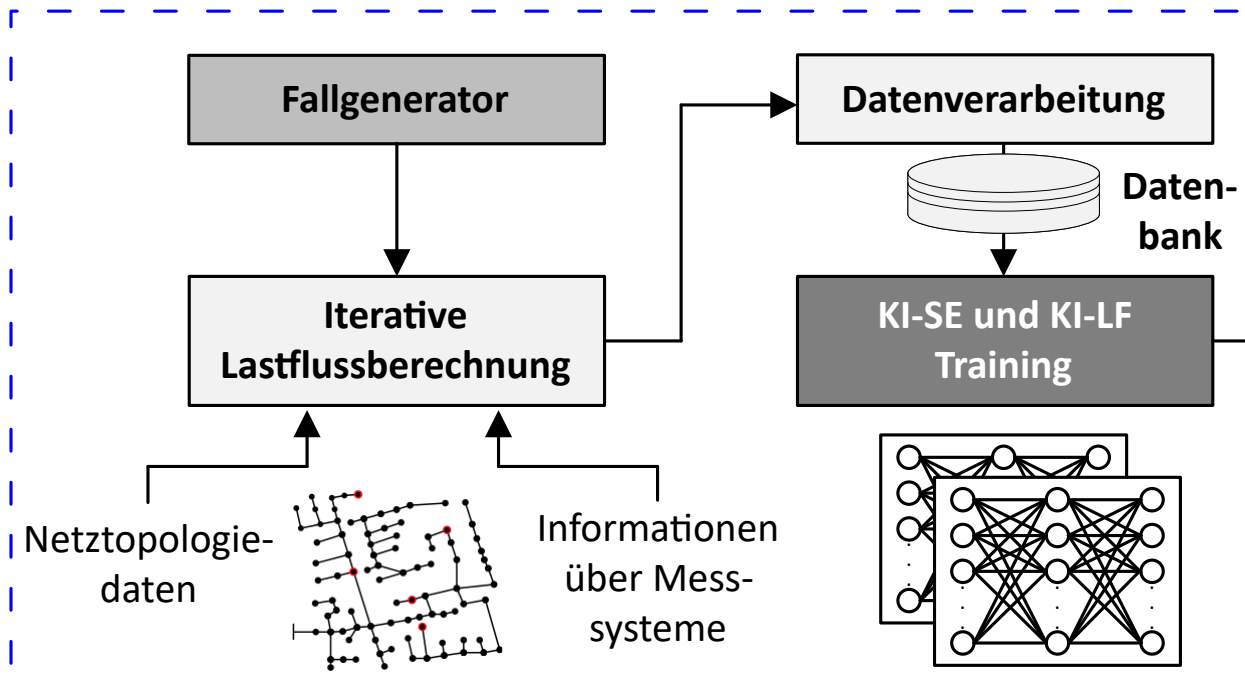 Fallgenerator
Datenverarbeitung
Daten-
bank
Iterative
Lastflussberechnung
KI-SE und KI-LF
Training
Netztopologie-
daten
Informationen
über Mess-
systeme